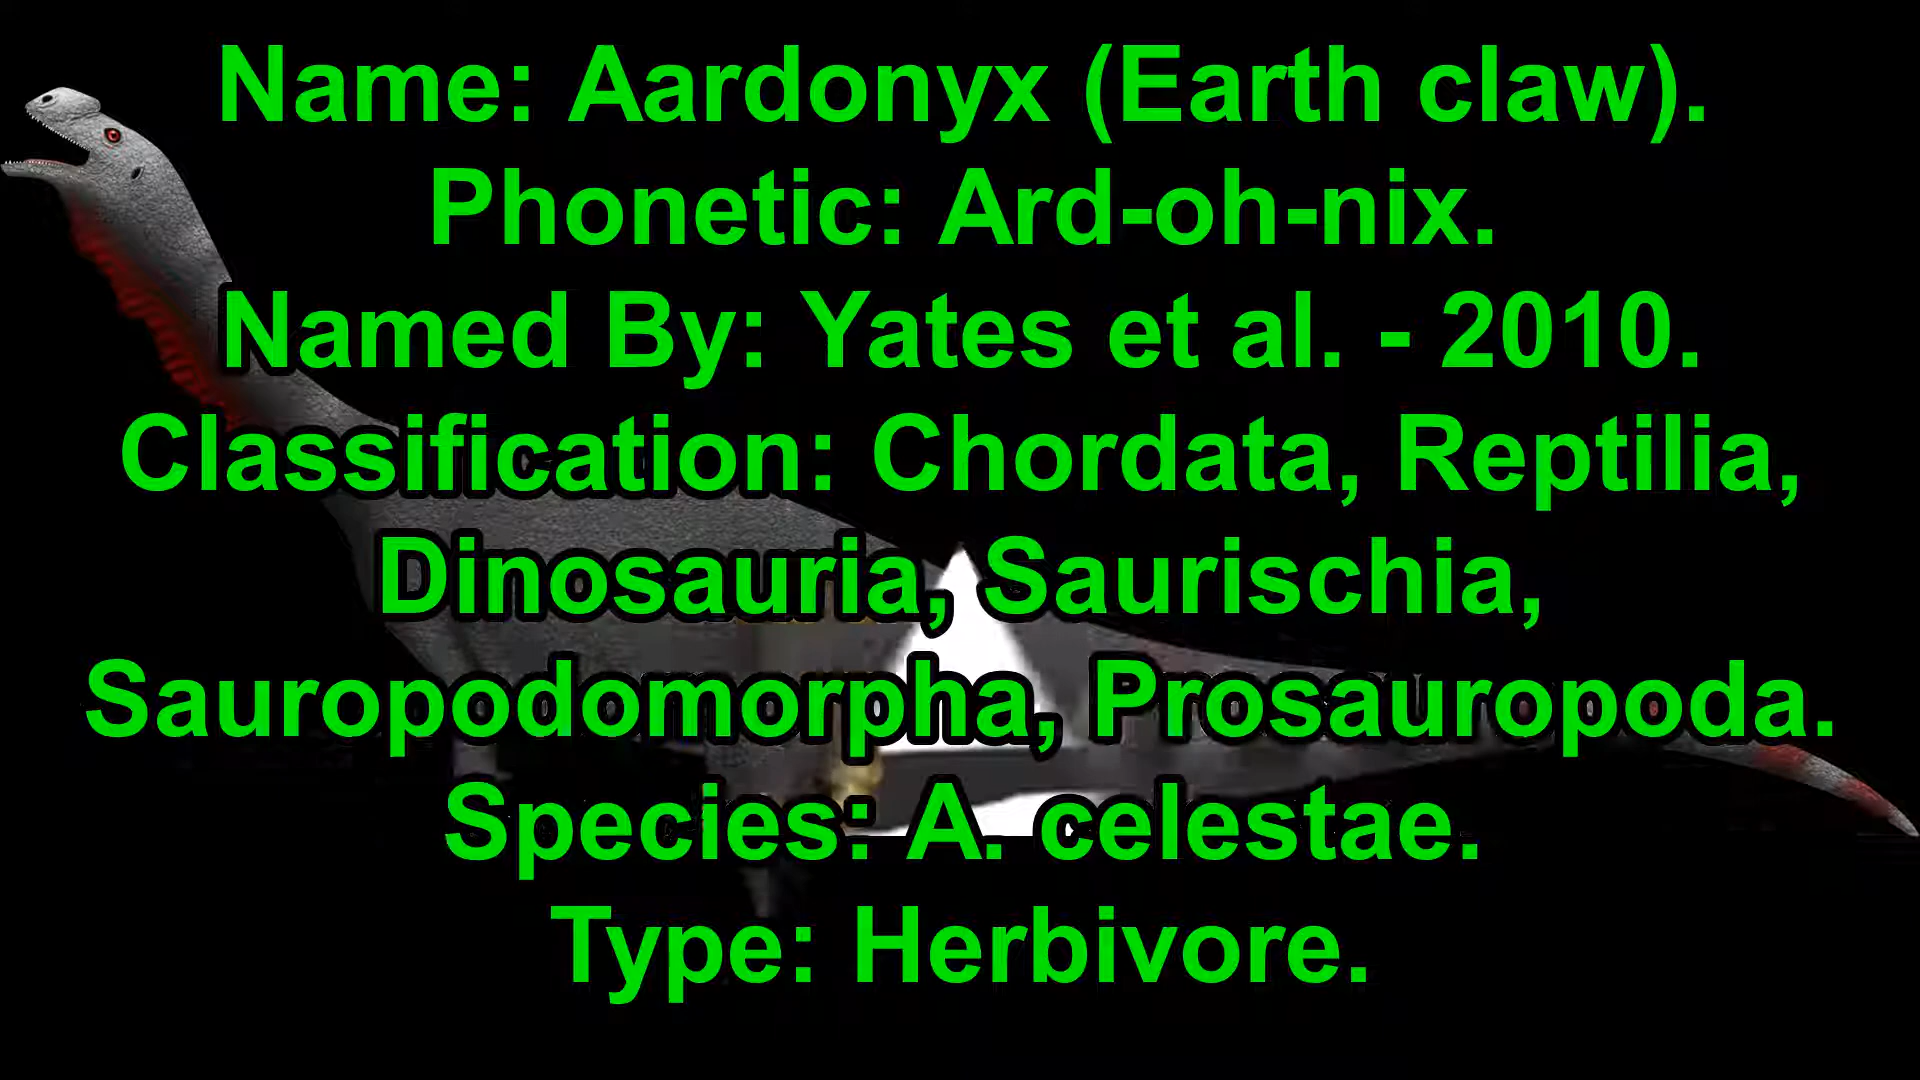 Name: Aardonyx (Earth claw).
Phonetic: Ard-oh-nix.
Named By: Yates et al. - 2010.
Classification: Chordata, Reptilia,
Dinosauria, Saurischia,
Sauropodomorpha, Prosauropoda.
Species: A. celestae.
Type: Herbivore.